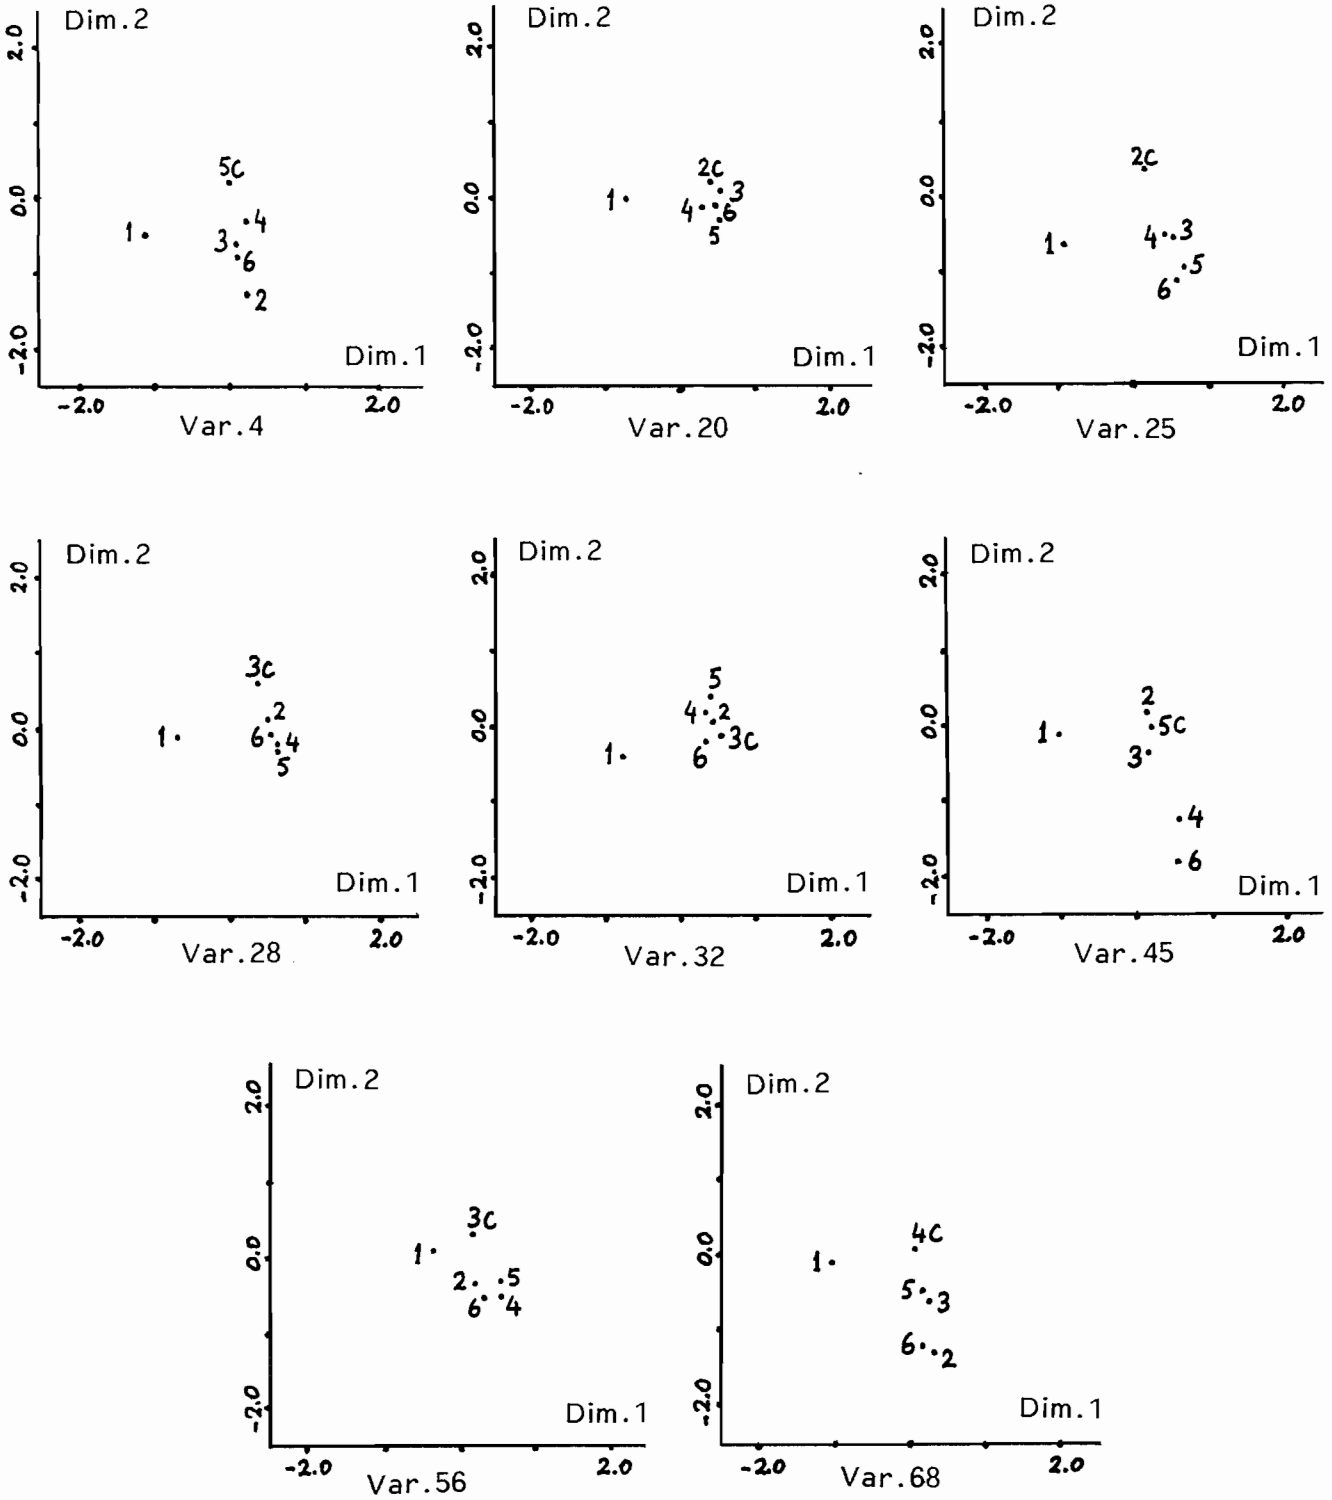 Dim.2
2.0
5C
0.0
4
1
3
6
2
-2.0
Dim.1
-2.0 2.0
Var.4
Dim.2
2.0
2C
3
0.0
1
4 6
5
-2.0
Dim.1
-2.0 2.0
Var.20
Dim.2
2.0
2C
0.0
4 3
1
5
6
-2.0
Dim.1
-2.0 2.0
Var.25
Dim.2
2.0
3C
2
0.0
1 6 4
5
-2.0
Dim.1
-2.0 2.0
Var.28
Dim.2
2.0
5
4 2
0.0
3C
1 6
-2.0
Dim.1
-2.0 2.0
Var.32
Dim.2
2.0
2
0.0 5C
1
3
4
6
-2.0
Dim.1
-2.0 2.0
Var.45
Dim.2
2.0
3C
0.0 1
2 5
6 4
-2.0
Dim.1
-2.0 2.0
Var.56
Dim.2
2.0
4C
0.0
1
5 3
6 2
-2.0
Dim.1
-2.0 2.0
Var.68